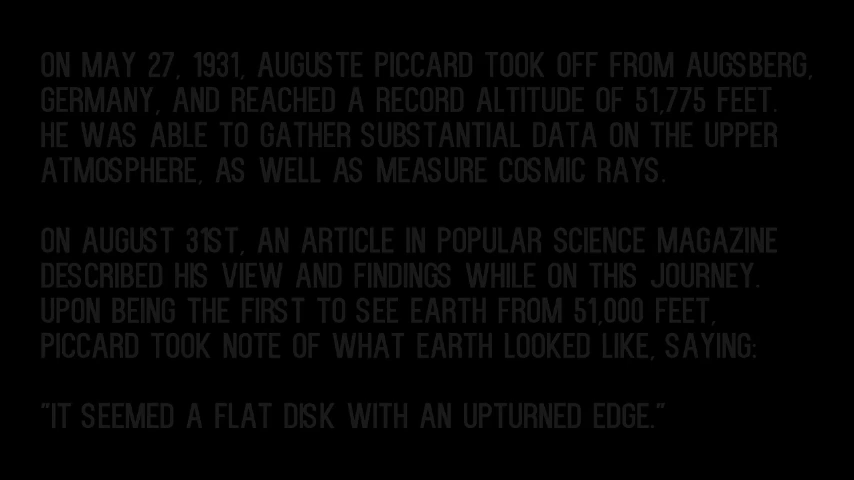 ON MAY 27, 1931, AUGUSTE PICCARD TOOK OFF FROM AUGSBERG,
GERMANY, AND REACHED A RECORD ALTITUDE OF 51,775 FEET.
HE WAS ABLE TO GATHER SUBSTANTIAL DATA ON THE UPPER
ATMOSPHERE, AS WELL AS MEASURE COSMIC RAYS.
ON AUGUST 31ST, AN ARTICLE IN POPULAR SCIENCE MAGAZINE
DESCRIBED HIS VIEW AND FINDINGS WHILE ON THIS JOURNEY.
UPON BEING THE FIRST TO SEE EARTH FROM 51,000 FEET,
PICCARD TOOK NOTE OF WHAT EARTH LOOKED LIKE, SAYING:
"IT SEEMED A FLAT DISK WITH AN UPTURNED EDGE."